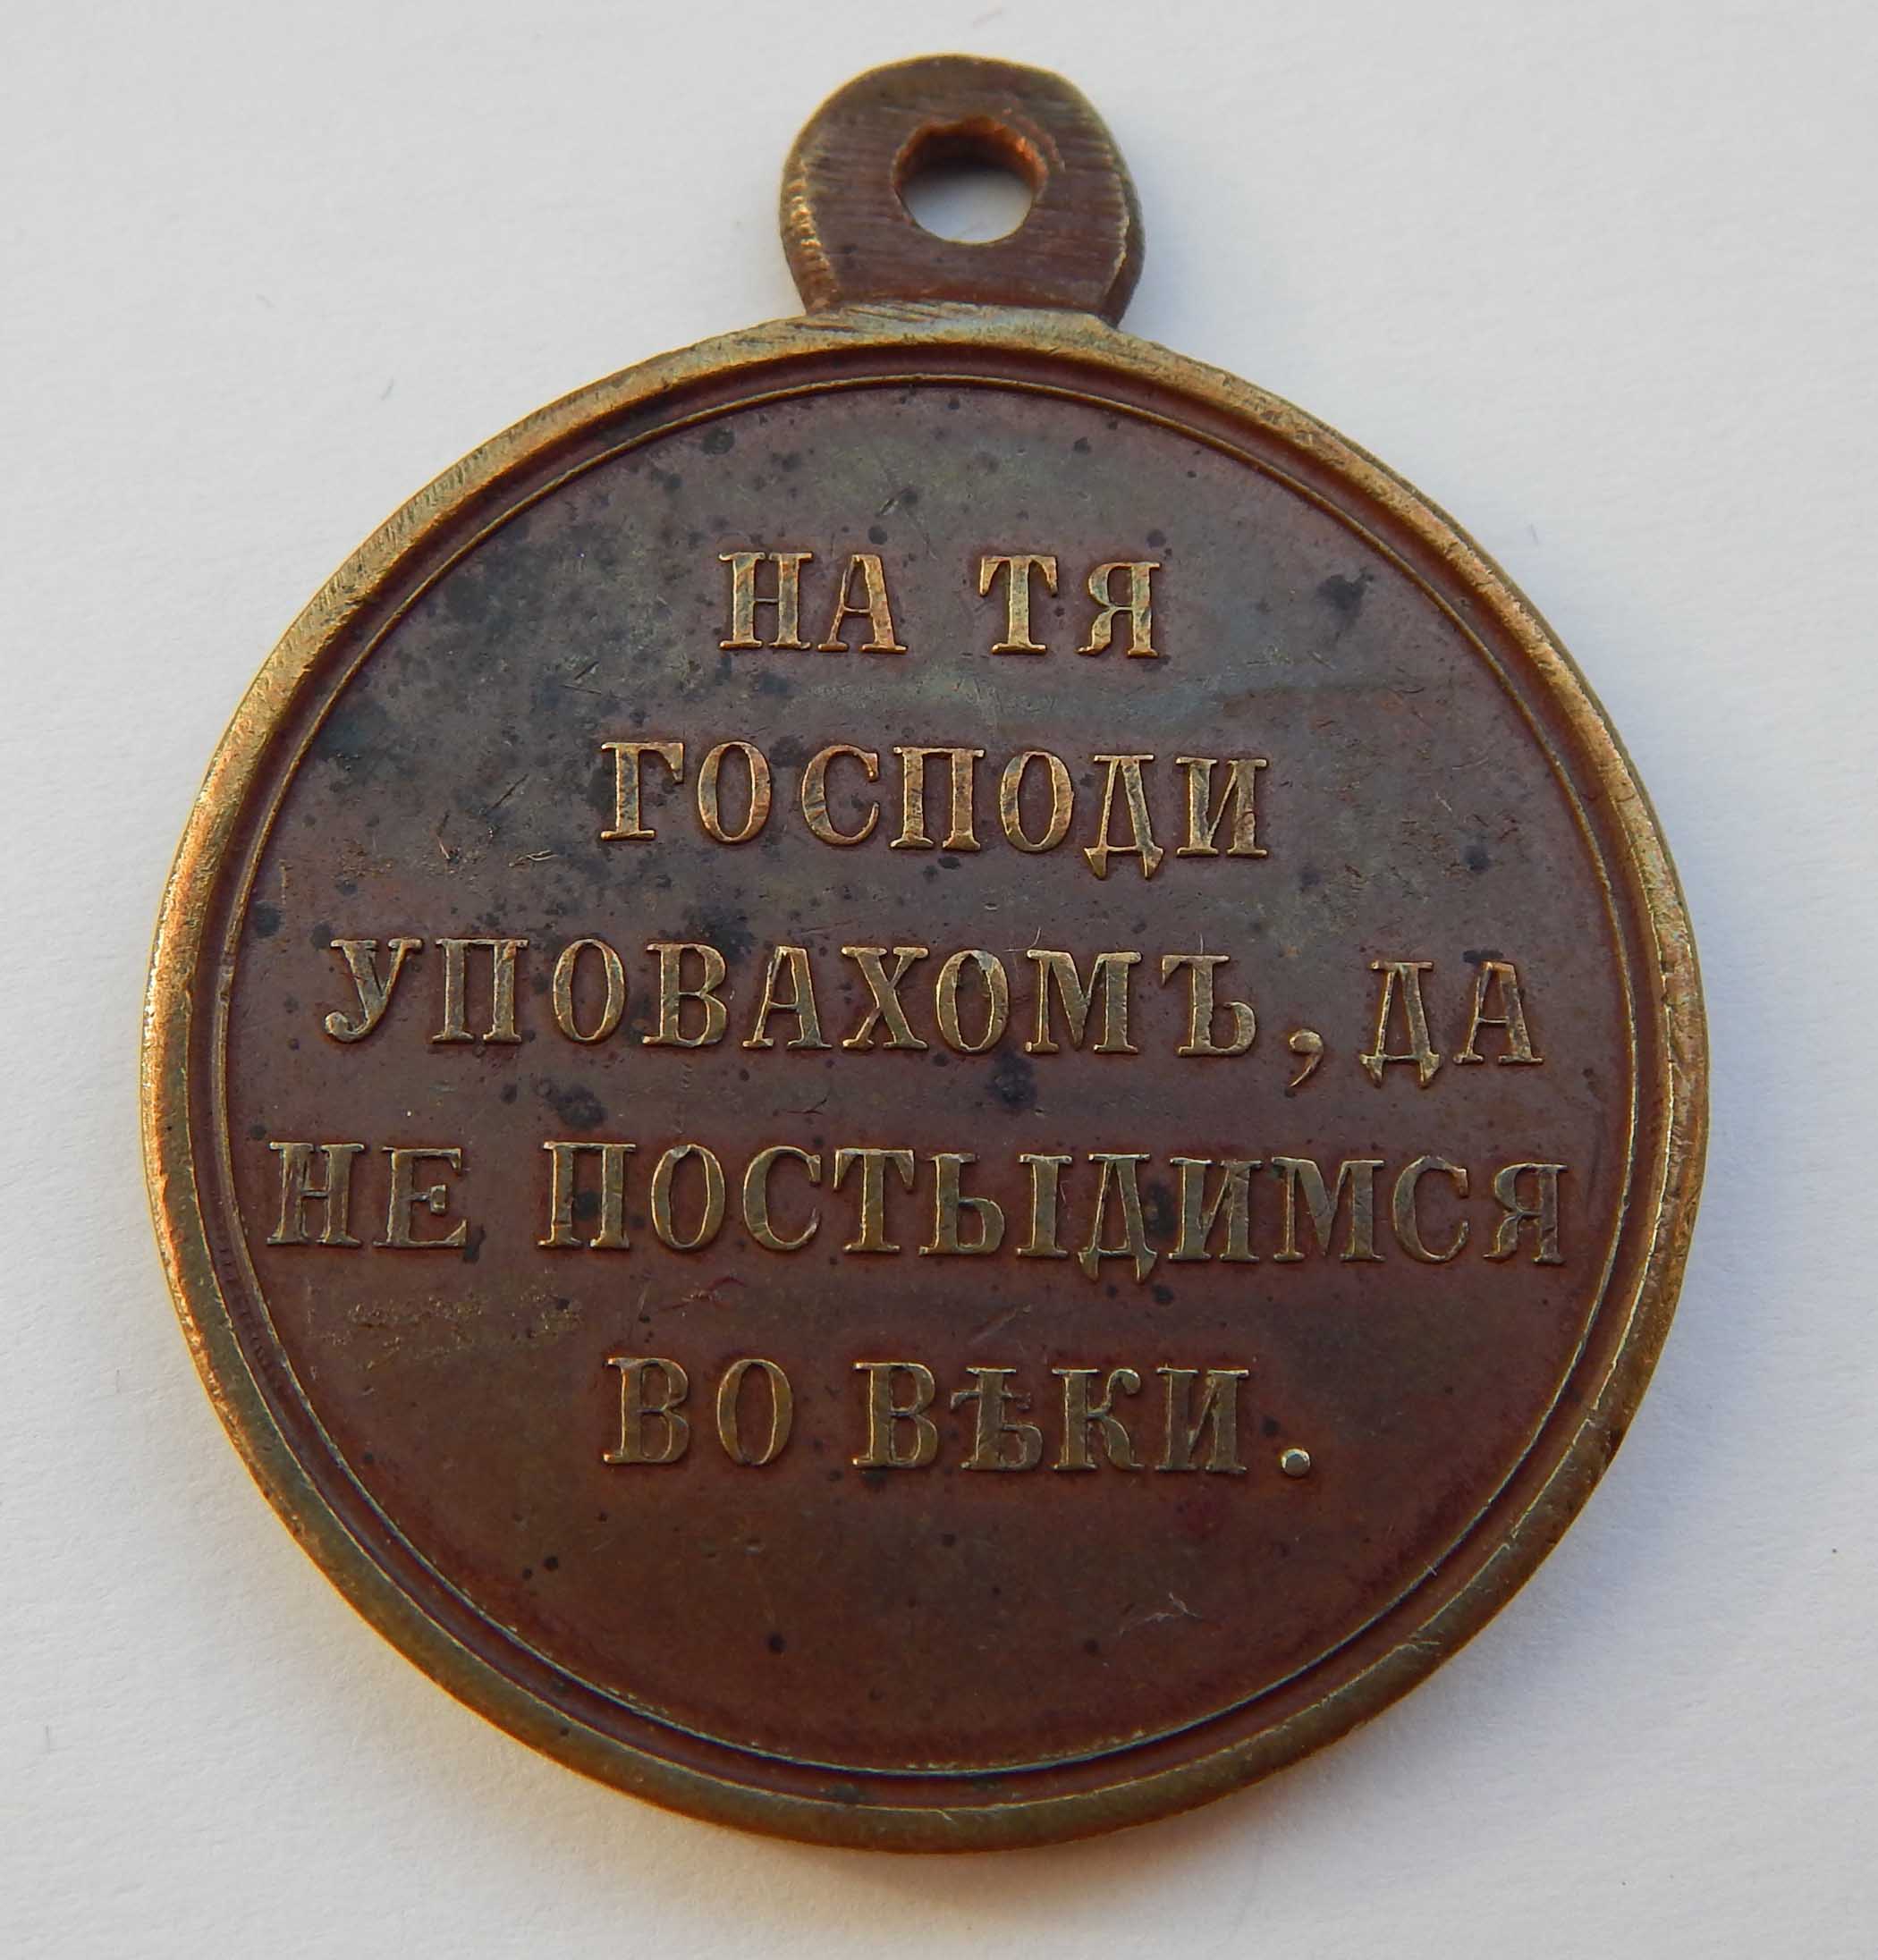 НА ТЯ
ГОСПОДИ
УПОВАХОМЪ, ДА
НЕ ПОСТЫДИМСЯ
ВО ВѢКИ.